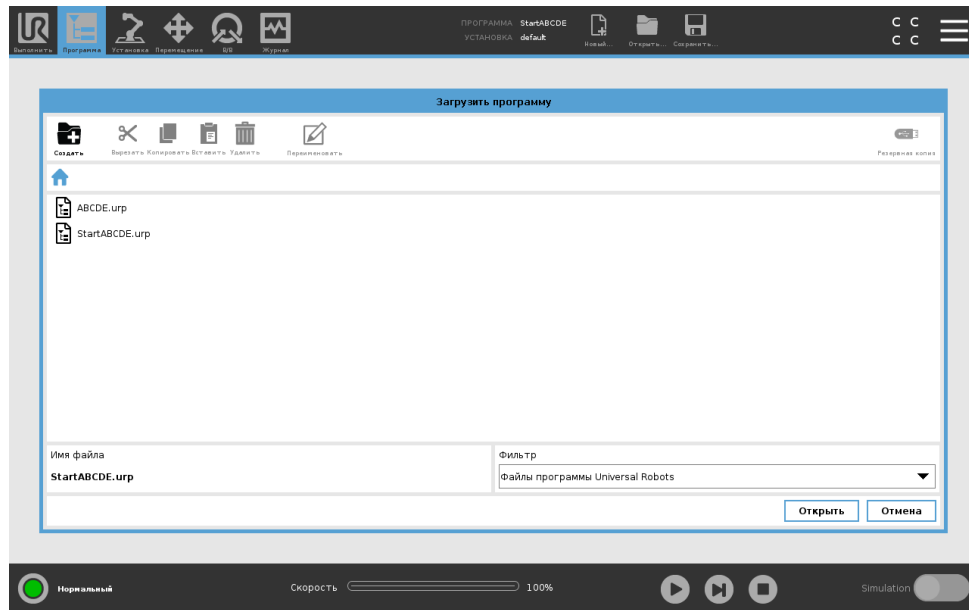 ПРОГРАММА StartABCDE
УСТАНОВКА default
Выполнить Программа Установка Перемещение В/В Журнал Новый... Открыть... Сохранить...
C C
C C
Загрузить программу
Создать Вырезать Копировать Вставить Удалить Переименовать Резервная копия
ABCDE.urp
StartABCDE.urp
Имя файла Фильтр
StartABCDE.urp Файлы программы Universal Robots
Открыть Отмена
Нормальный Скорость 100% Simulation